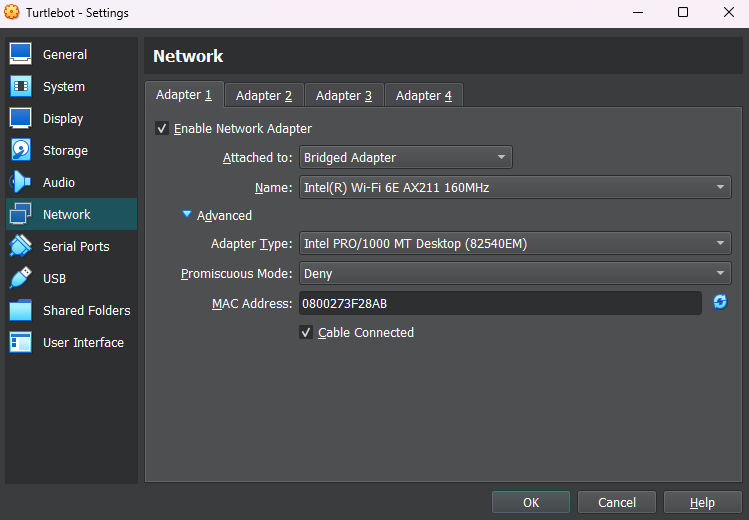 Turtlebot - Settings
General
System
Display
Storage
Audio
Network
Serial Ports
USB
Shared Folders
User Interface
Network
Adapter 1 Adapter 2 Adapter 3 Adapter 4
Enable Network Adapter
Attached to: Bridged Adapter
Name: Intel(R) Wi-Fi 6E AX211 160MHz
Advanced
Adapter Type: Intel PRO/1000 MT Desktop (82540EM)
Promiscuous Mode: Deny
MAC Address: 0800273F28AB
Cable Connected
OK Cancel Help